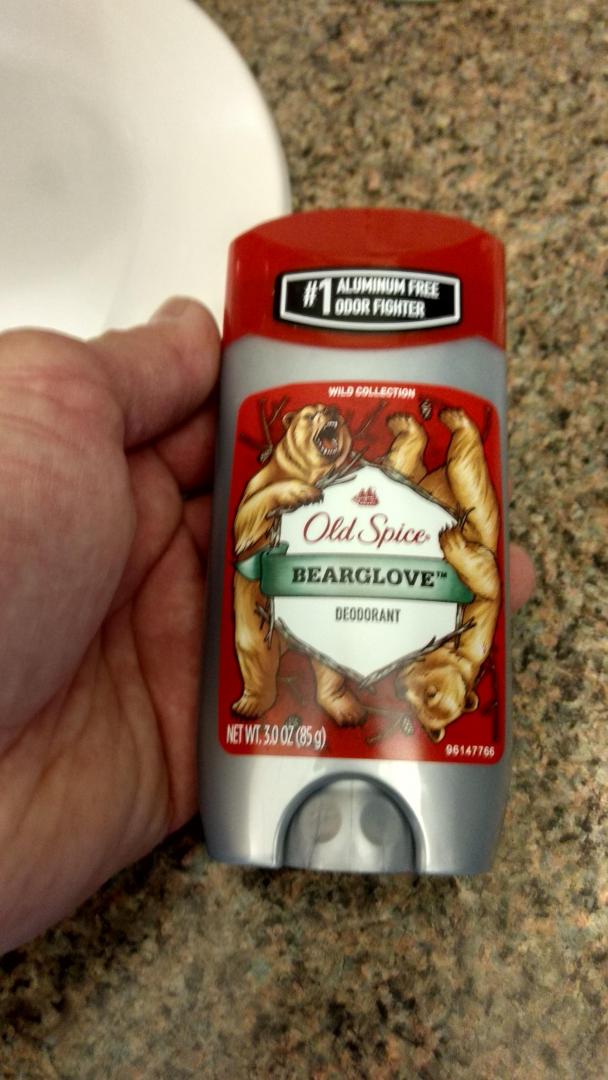 #1 ALUMINUM FREE
ODOR FIGHTER
WILD COLLECTION
Old Spice
BEARGLOVE™
DEODORANT
NET WT. 3.0 OZ (85 g)
96147766